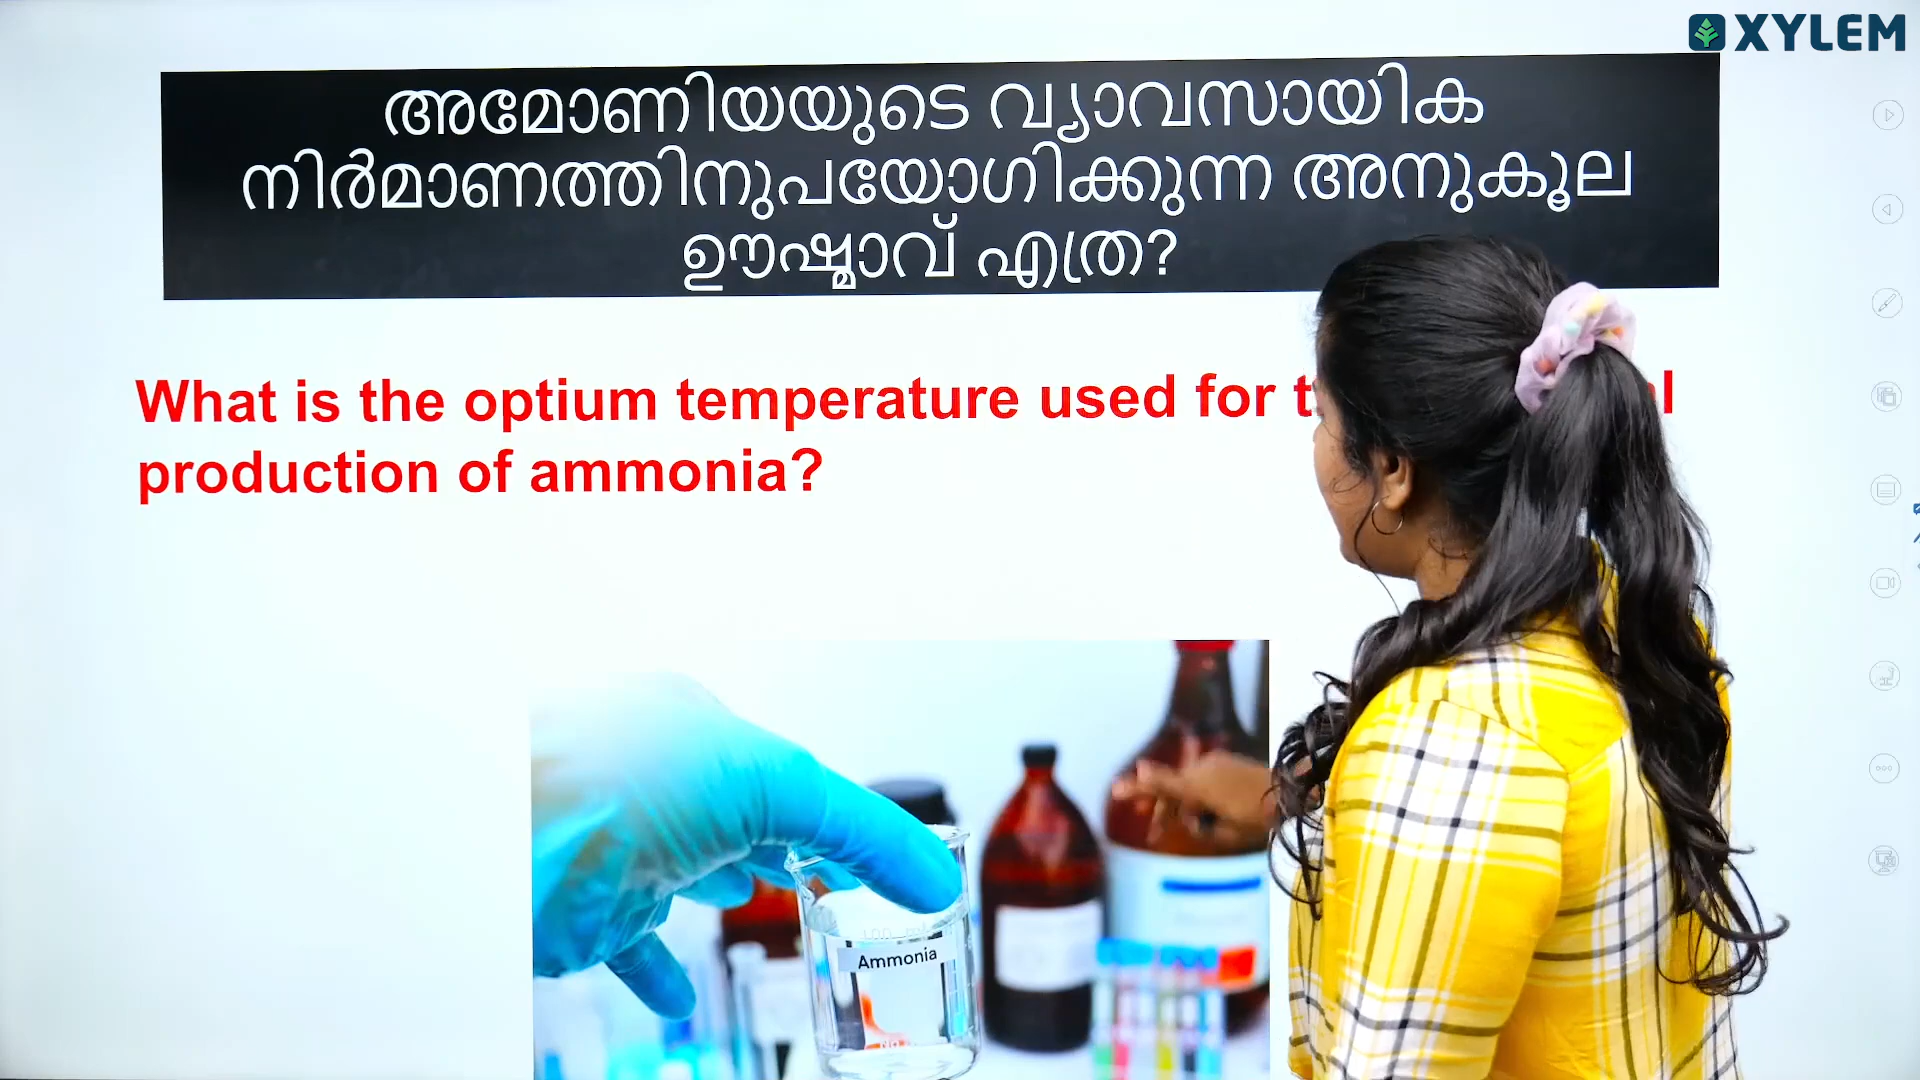 XYLEM
അമോണിയയുടെ വ്യാവസായിക
നിർമാണത്തിനുപയോഗിക്കുന്ന അനുകൂല
ഊഷ്മാവ് എത്ര?
What is the optium temperature used for
production of ammonia?
Ammonia